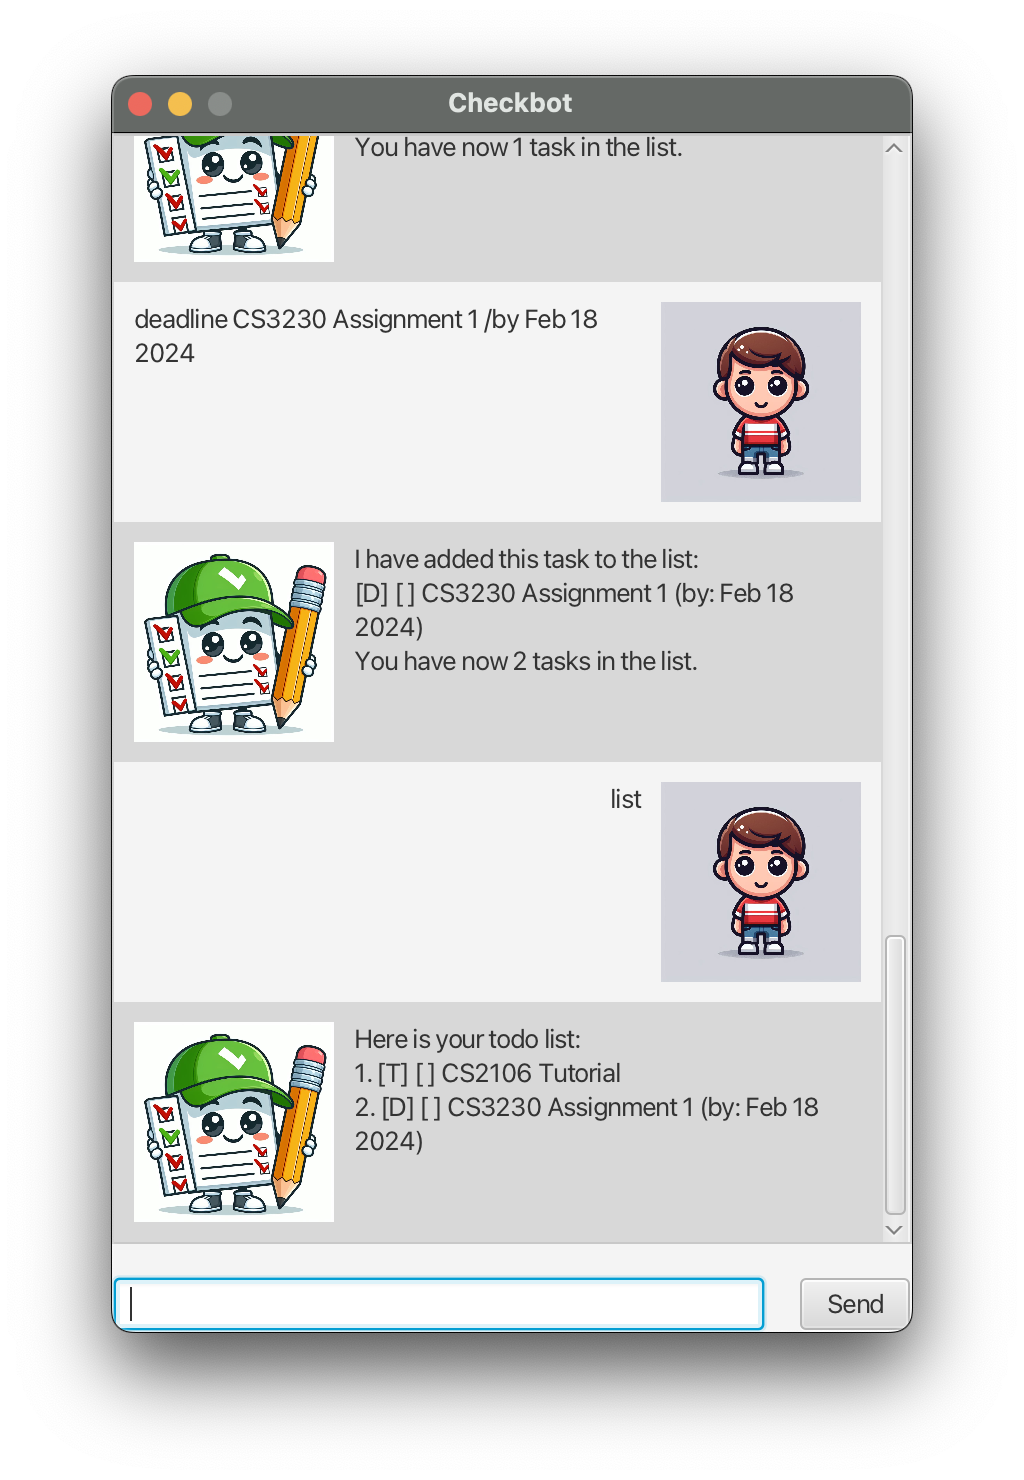 Checkbot
You have now 1 task in the list.
deadline CS3230 Assignment 1 /by Feb 18
2024
I have added this task to the list:
[D] [ ] CS3230 Assignment 1 (by: Feb 18
2024)
You have now 2 tasks in the list.
list
Here is your todo list:
1. [T] [ ] CS2106 Tutorial
2. [D] [ ] CS3230 Assignment 1 (by: Feb 18
2024)
Send